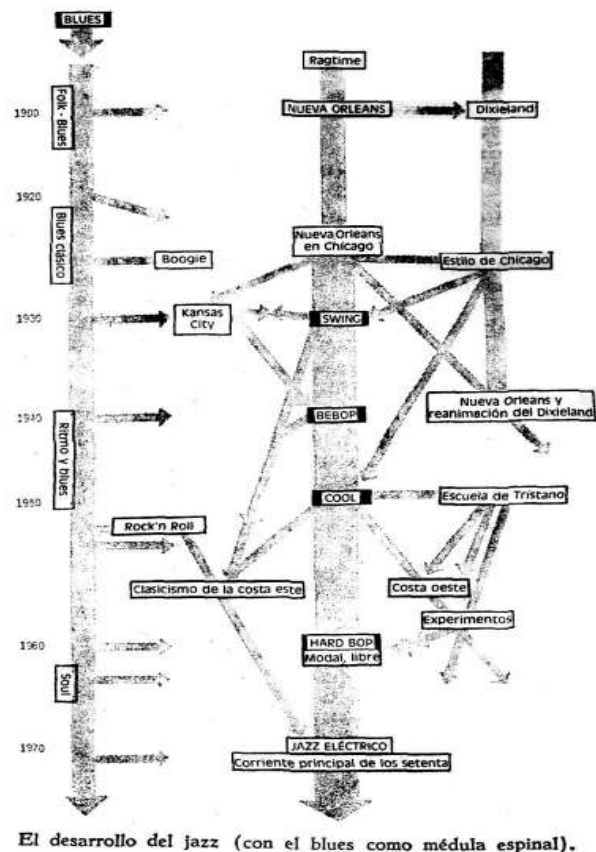 BLUES
Folk - Blues
Blues clásico
Ritmo y blues
Soul
1900
1920
1930
1940
1950
1960
1970
Ragtime
NUEVA ORLEANS
Dixieland
Nueva Orleans
en Chicago
Estilo de Chicago
Boogie
Kansas
City
SWING
BEBOP
Nueva Orleans y
reanimación del Dixieland
COOL
Escuela de Tristano
Rock'n Roll
Clasicismo de la costa este
Costa oeste
Experimentos
HARD BOP
Modal, libre
JAZZ ELÉCTRICO
Corriente principal de los setenta
El desarrollo del jazz (con el blues como médula espinal).